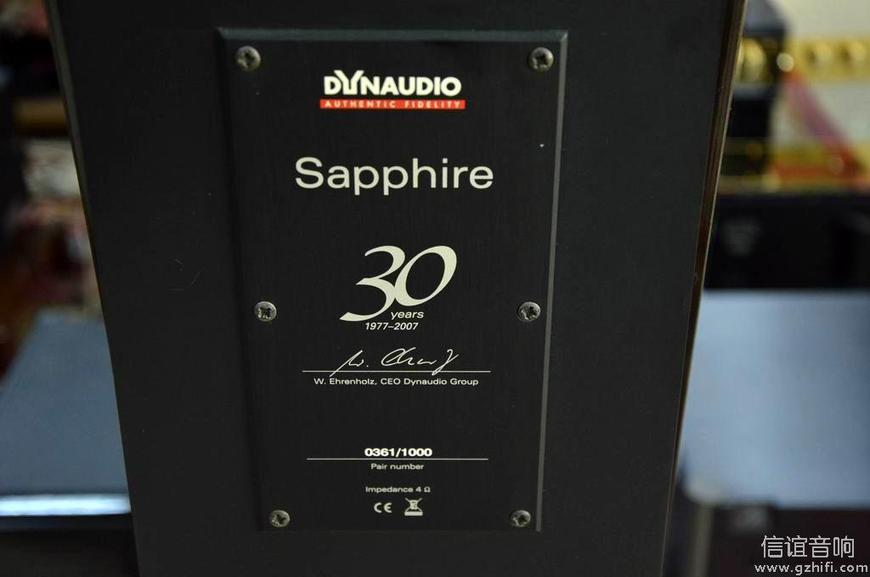 DYNAUDIO
AUTHENTIC FIDELITY
Sapphire
30
years
1977–2007
W. Ehrenholz, CEO Dynaudio Group
0361/1000
Pair number
Impedance 4 Ω
CE
信谊音响
www.gzhifi.com